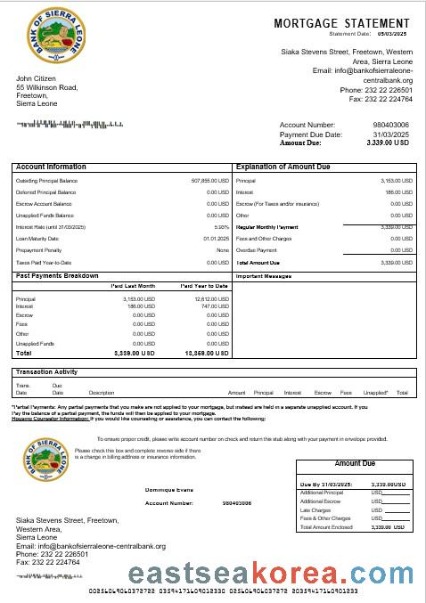 BANK OF SIERRA LEONE
MORTGAGE STATEMENT
Statement Date: 05/03/2025
Siaka Stevens Street, Freetown, Western
Area, Sierra Leone
Email: info@bankofsierraleone-
centralbank.org
Phone: 232 22 226501
Fax: 232 22 224764
John Citizen
55 Wilkinson Road,
Freetown,
Sierra Leone
Account Number: 980403006
Payment Due Date: 31/03/2025
Amount Due: 3.339.00 USD
Account Information
Outstanding Principal Balance 507,855.00 USD
Deferred Principal Balance 0.00 USD
Escrow Account Balance 0.00 USD
Unapplied Funds Balance 0.00 USD
Interest Rate (until 31/03/2025)
Loan Maturity Date 01.01.2025
Prepayment Penalty None
Taxes Paid Year-to-Date 0.00 USD
Explanation of Amount Due
Principal 3,153.00 USD
Interest 186.00 USD
Escrow (For Taxes and/or insurance) 0.00 USD
Other 0.00 USD
Regular Monthly Payment 3,339.00 USD
Fees and Other Charges 0.00 USD
Overdue Payment 0.00 USD
Total Amount Due 3,339.00 USD
Past Payments Breakdown
Paid Last Month Paid Year to Date
Principal 3,153.00 USD 12,612.00 USD
Interest 186.00 USD 747.00 USD
Escrow 0.00 USD 0.00 USD
Fees 0.00 USD 0.00 USD
Other 0.00 USD 0.00 USD
Unapplied Funds 0.00 USD 0.00 USD
Total 3,339.00 USD
Important Messages
Transaction Activity
Trans. Date Due Date Description Amount Principal Interest Escrow Fees Unapplied* Total
*Partial Payments: Any partial payments that you make are not applied to your mortgage, but instead are held in a separate unapplied account. If you
Pay the balance of a partial payment, the funds will then be applied to your mortgage.
Housing Counselor Information: If you would like counseling or assistance, you can contact the following:
BANK OF SIERRA LEONE
To ensure proper credit, please write account number on check and return the stub along with your payment in envelope provided.
Please check this box and complete reverse side if there
is a change in billing address or insurance information.
Dominique Evans
Account Number: 980403006
Amount Due
Due By 31/03/2025: 3,339.00USD
Additional Principal USD
Additional Escrow USD
Late Charges USD
Fees & Other Charges USD
Total Amount Enclosed 3,339.00 USD
Siaka Stevens Street, Freetown,
Western Area,
Sierra Leone
Email: info@bankofsierraleone-centralbank.org
Phone: 232 22 226501
Fax: 232 22 224764
eastseakorea.com